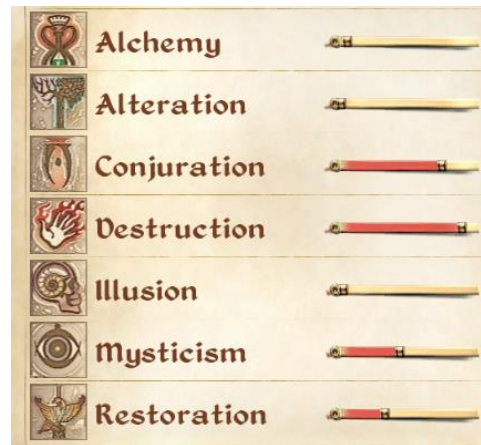 Alchemy
Alteration
Conjuration
Destruction
Illusion
Mysticism
Restoration